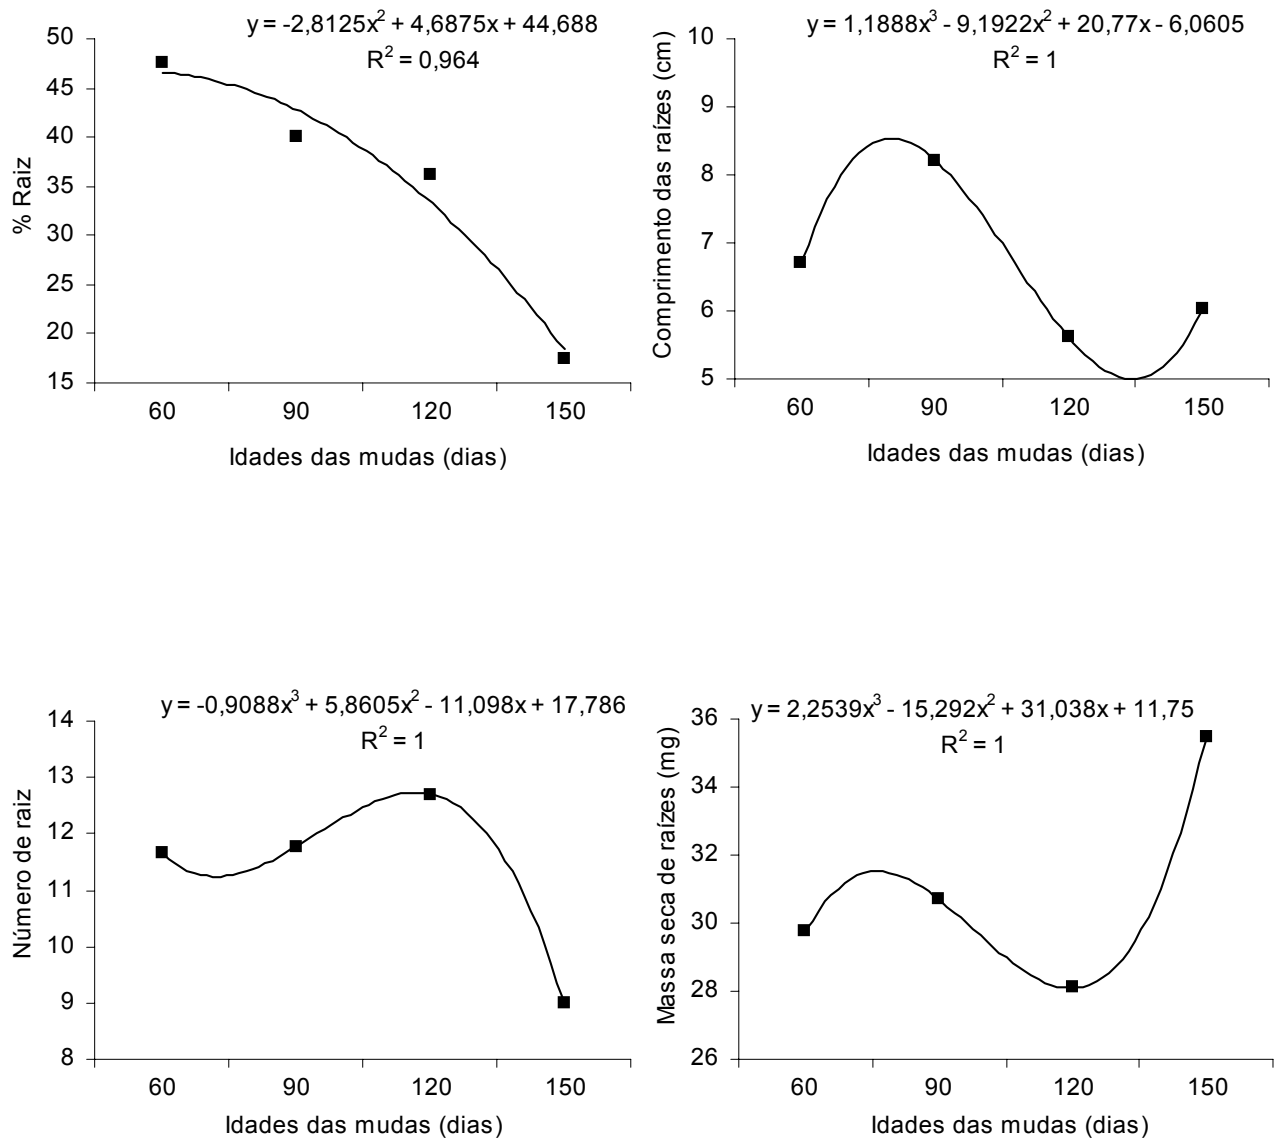 y = -2,8125x² + 4,6875x + 44,688
R² = 0,964
50
45
40
35
30
25
20
15
% Raiz
60 90 120 150
Idades das mudas (dias)
y = 1,1888x³ - 9,1922x² + 20,77x - 6,0605
R² = 1
10
9
8
7
6
5
Comprimento das raízes (cm)
60 90 120 150
Idades das mudas (dias)
y = -0,9088x³ + 5,8605x² - 11,098x + 17,786
R² = 1
14
13
12
11
10
9
8
Número de raiz
60 90 120 150
Idades das mudas (dias)
y = 2,2539x³ - 15,292x² + 31,038x + 11,75
R² = 1
36
34
32
30
28
26
Massa seca de raízes (mg)
60 90 120 150
Idades das mudas (dias)